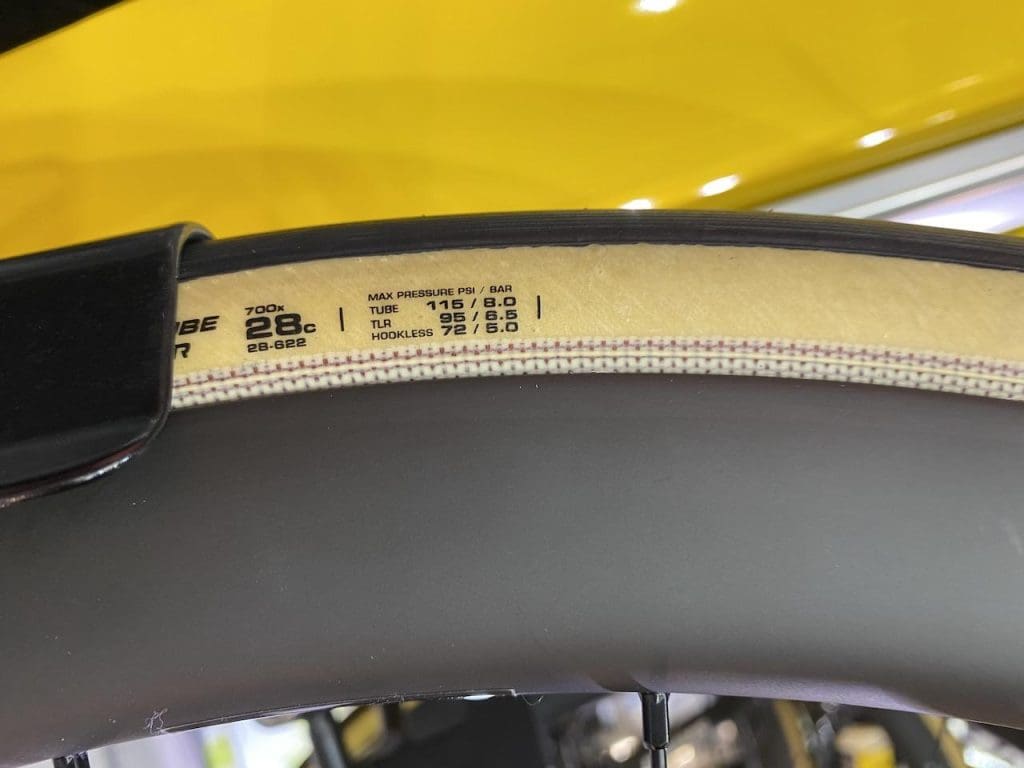 700x
28c
28-622
MAX PRESSURE PSI / BAR
TUBE 115 / 8.0
TLR 95 / 6.5
HOOKLESS 72 / 5.0